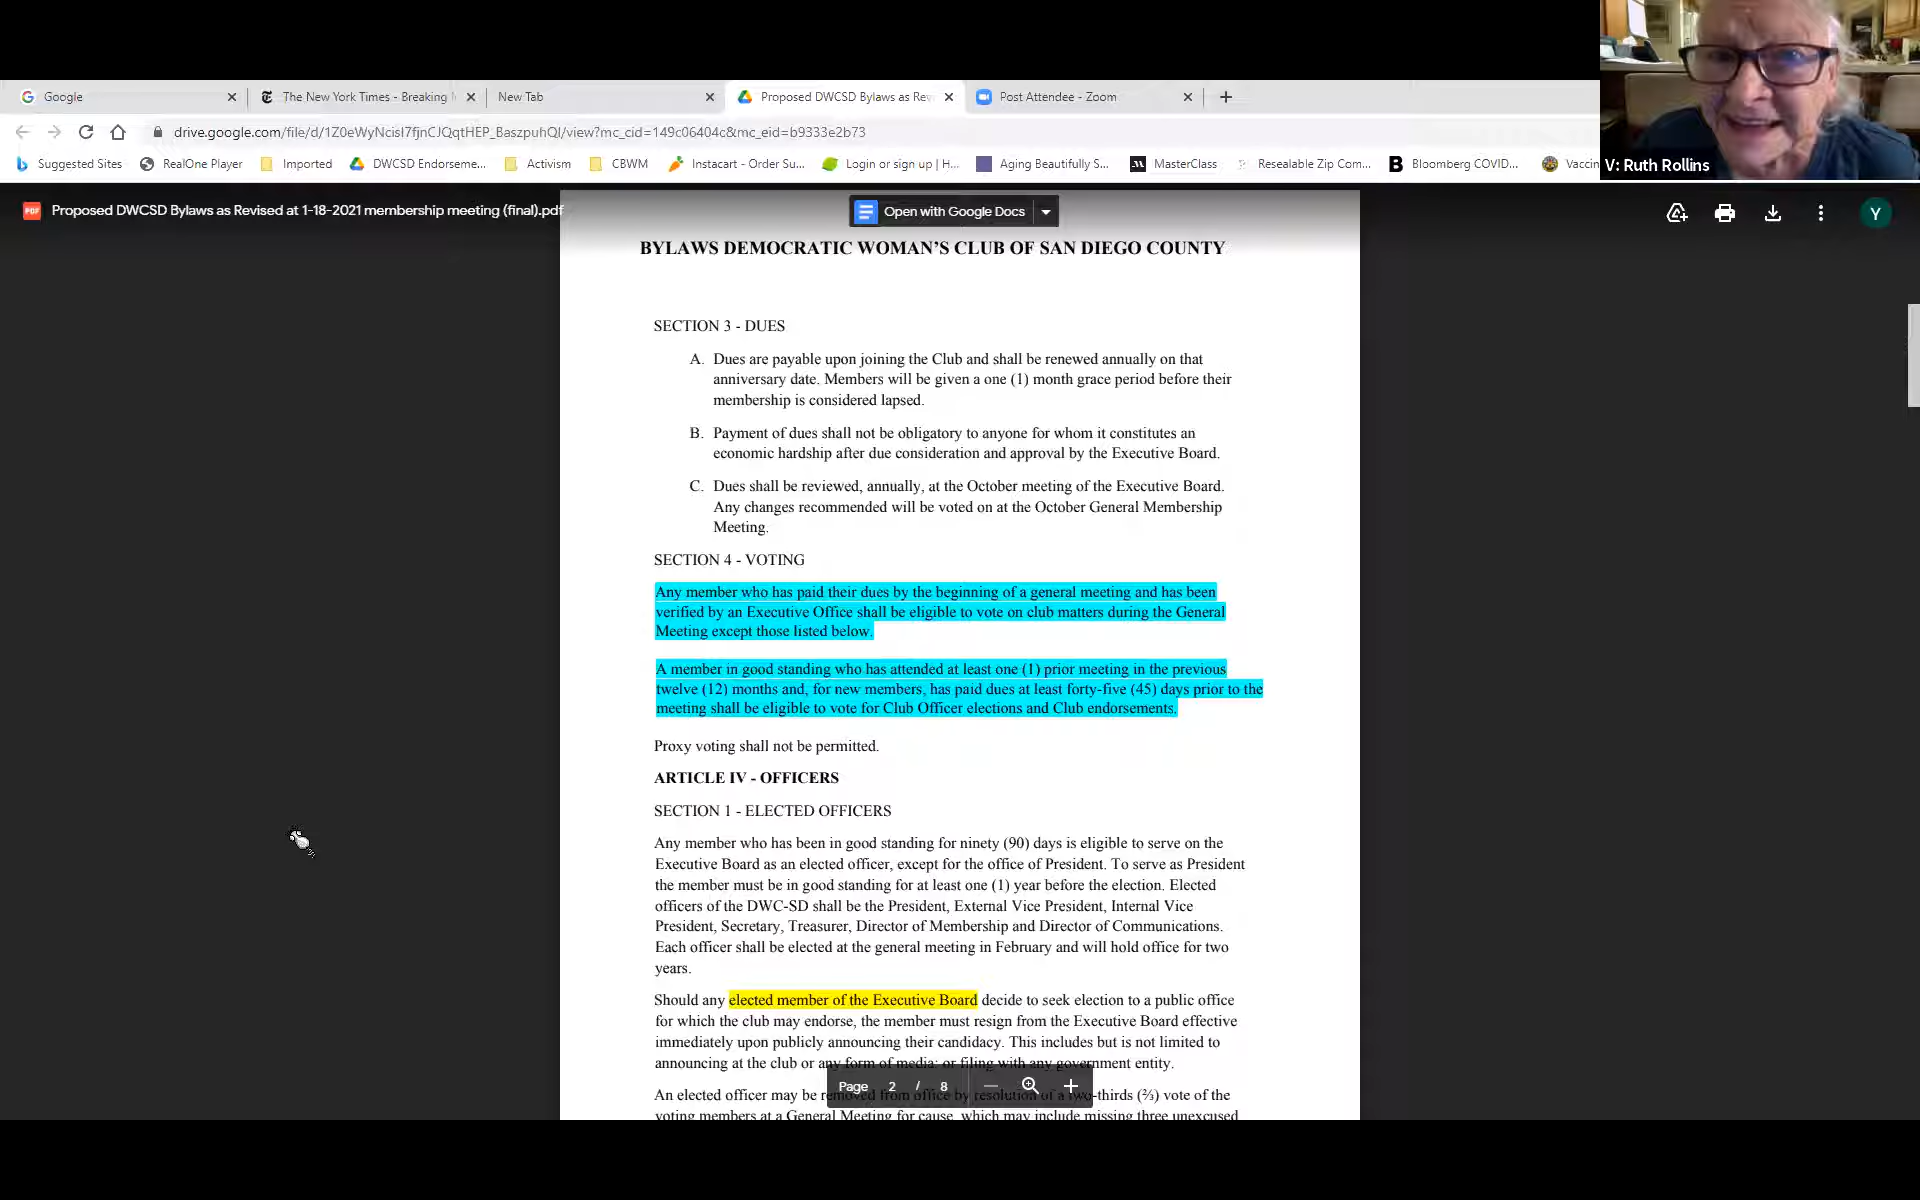 Google
The New York Times - Breaking
New Tab
Proposed DWCSD Bylaws as Rev
Post Attendee - Zoom
drive.google.com/file/d/1Z0eWyNcisI7fjnCJQqtHEP_BaszpuhQI/view?mc_cid=149c06404c&mc_eid=b9333e2b73
Suggested Sites
RealOne Player
Imported
DWCSD Endorseme...
Activism
CBWM
Instacart - Order Su...
Login or sign up | H...
Aging Beautifully S...
MasterClass
Resealable Zip Com...
Bloomberg COVID...
Vaccin
V: Ruth Rollins
PDF
Proposed DWCSD Bylaws as Revised at 1-18-2021 membership meeting (final).pdf
Open with Google Docs
Y
BYLAWS DEMOCRATIC WOMAN'S CLUB OF SAN DIEGO COUNTY
SECTION 3 - DUES
A. Dues are payable upon joining the Club and shall be renewed annually on that
anniversary date. Members will be given a one (1) month grace period before their
membership is considered lapsed.
B. Payment of dues shall not be obligatory to anyone for whom it constitutes an
economic hardship after due consideration and approval by the Executive Board.
C. Dues shall be reviewed, annually, at the October meeting of the Executive Board.
Any changes recommended will be voted on at the October General Membership
Meeting.
SECTION 4 - VOTING
Any member who has paid their dues by the beginning of a general meeting and has been
verified by an Executive Office shall be eligible to vote on club matters during the General
Meeting except those listed below.
A member in good standing who has attended at least one (1) prior meeting in the previous
twelve (12) months and, for new members, has paid dues at least forty-five (45) days prior to the
meeting shall be eligible to vote for Club Officer elections and Club endorsements.
Proxy voting shall not be permitted.
ARTICLE IV - OFFICERS
SECTION 1 - ELECTED OFFICERS
Any member who has been in good standing for ninety (90) days is eligible to serve on the
Executive Board as an elected officer, except for the office of President. To serve as President
the member must be in good standing for at least one (1) year before the election. Elected
officers of the DWC-SD shall be the President, External Vice President, Internal Vice
President, Secretary, Treasurer, Director of Membership and Director of Communications.
Each officer shall be elected at the general meeting in February and will hold office for two
years.
Should any elected member of the Executive Board decide to seek election to a public office
for which the club may endorse, the member must resign from the Executive Board effective
immediately upon publicly announcing their candidacy. This includes but is not limited to
announcing at the club or any form of media: or filing with any government entity.
An elected officer may be removed from office by resolution of a two-thirds (⅔) vote of the
voting members at a General Meeting for cause, which may include missing three unexcused
Page 2 / 8